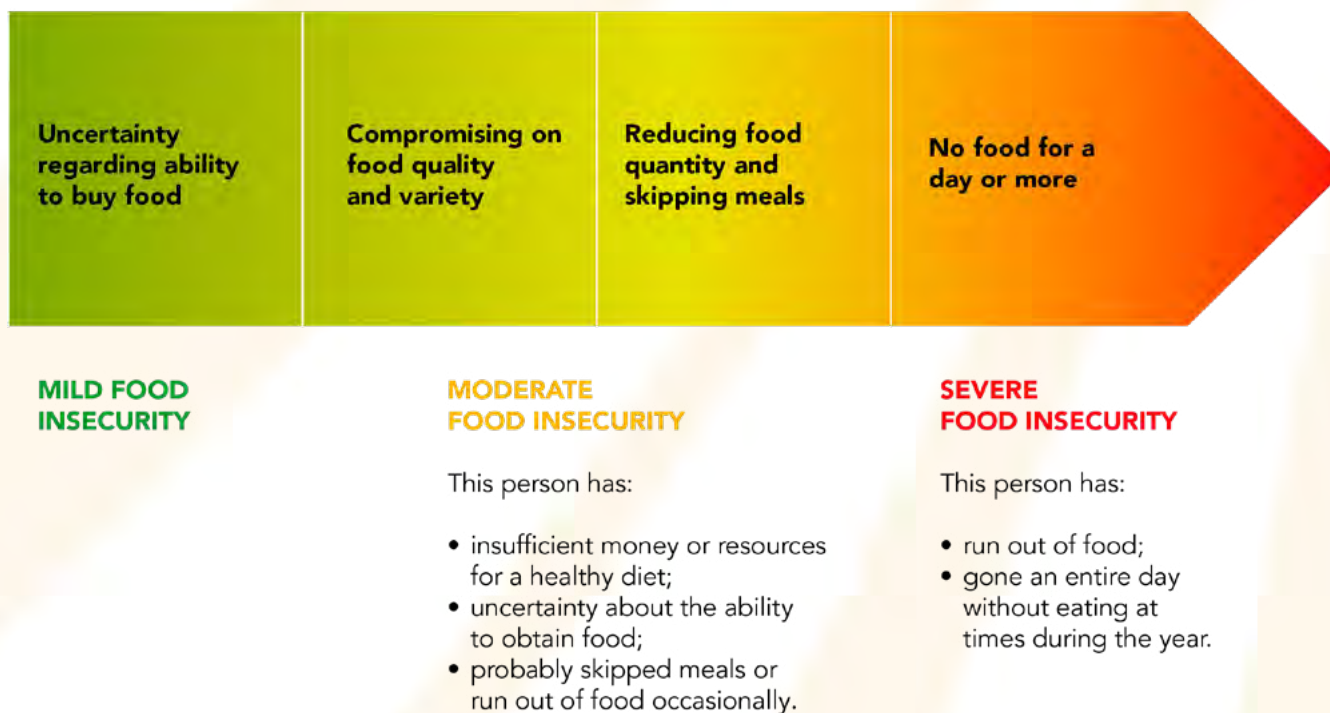 Uncertainty
regarding ability
to buy food
Compromising on
food quality
and variety
Reducing food
quantity and
skipping meals
No food for a
day or more
MILD FOOD
INSECURITY
MODERATE
FOOD INSECURITY
This person has:
• insufficient money or resources
for a healthy diet;
• uncertainty about the ability
to obtain food;
• probably skipped meals or
run out of food occasionally.
SEVERE
FOOD INSECURITY
This person has:
• run out of food;
• gone an entire day
without eating at
times during the year.